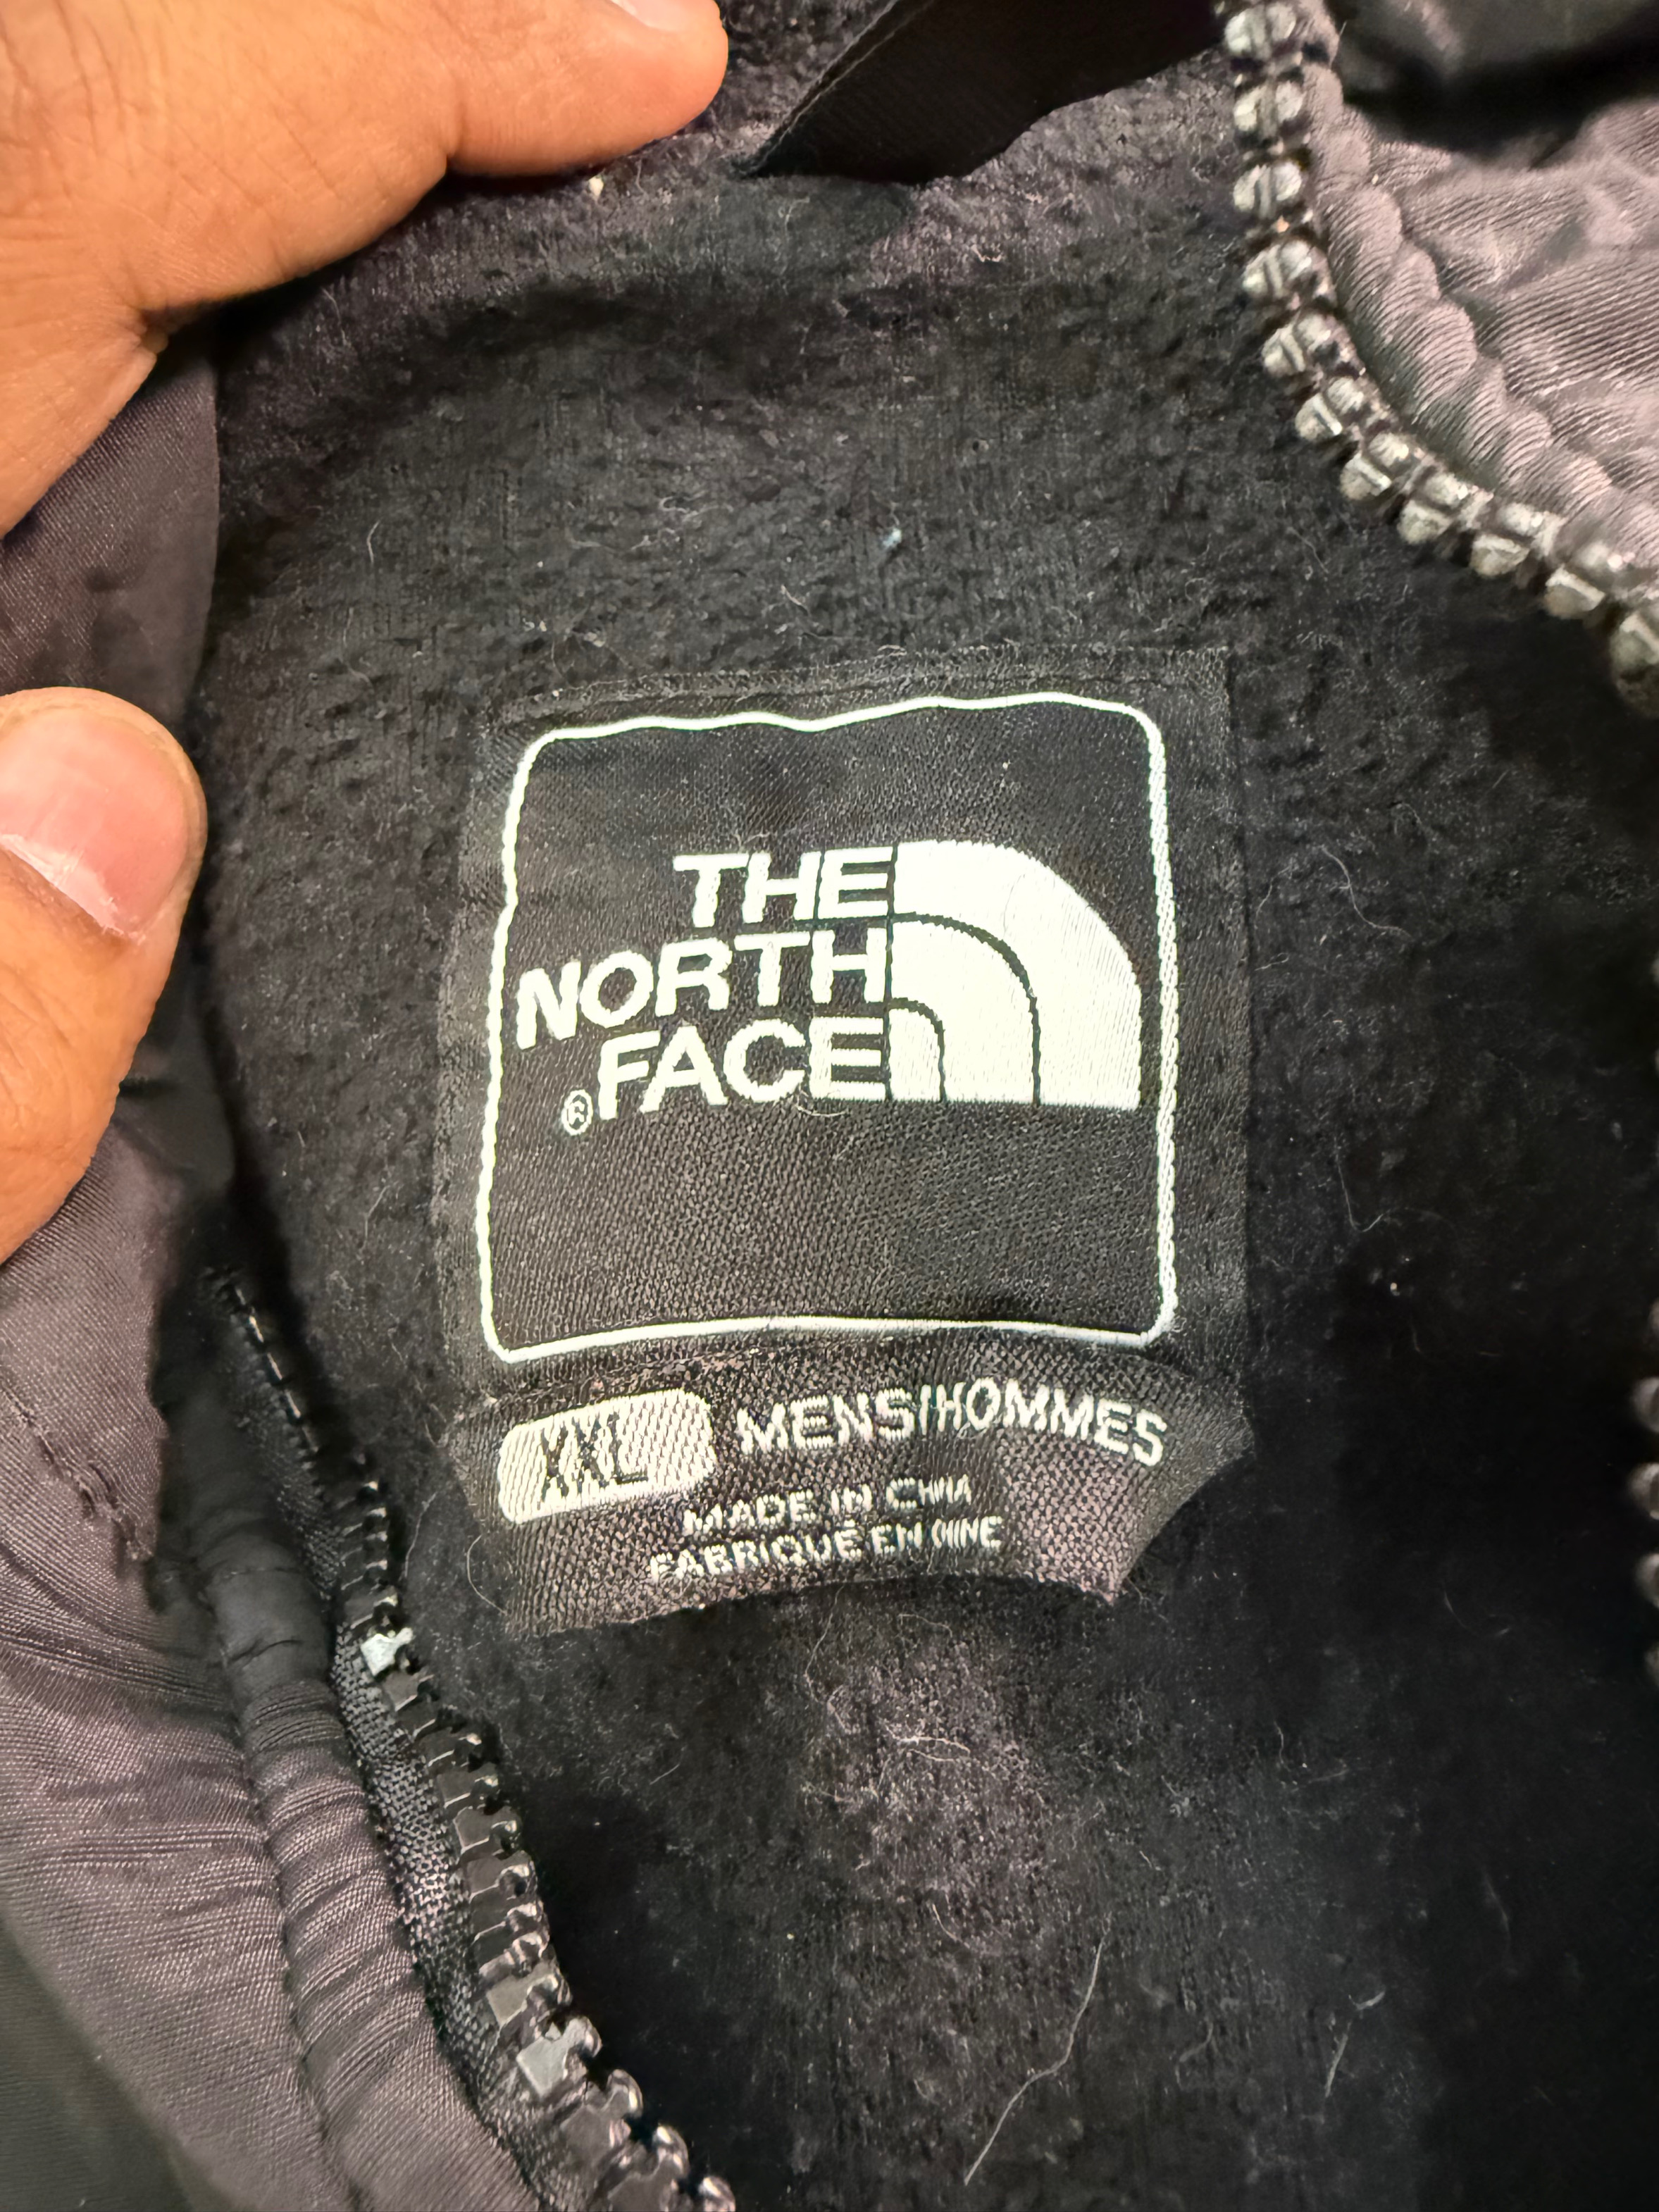 THE
NORTH
FACE
®
XXL MENS/HOMMES
MADE IN CHINA
FABRIQUÉ EN CHINE